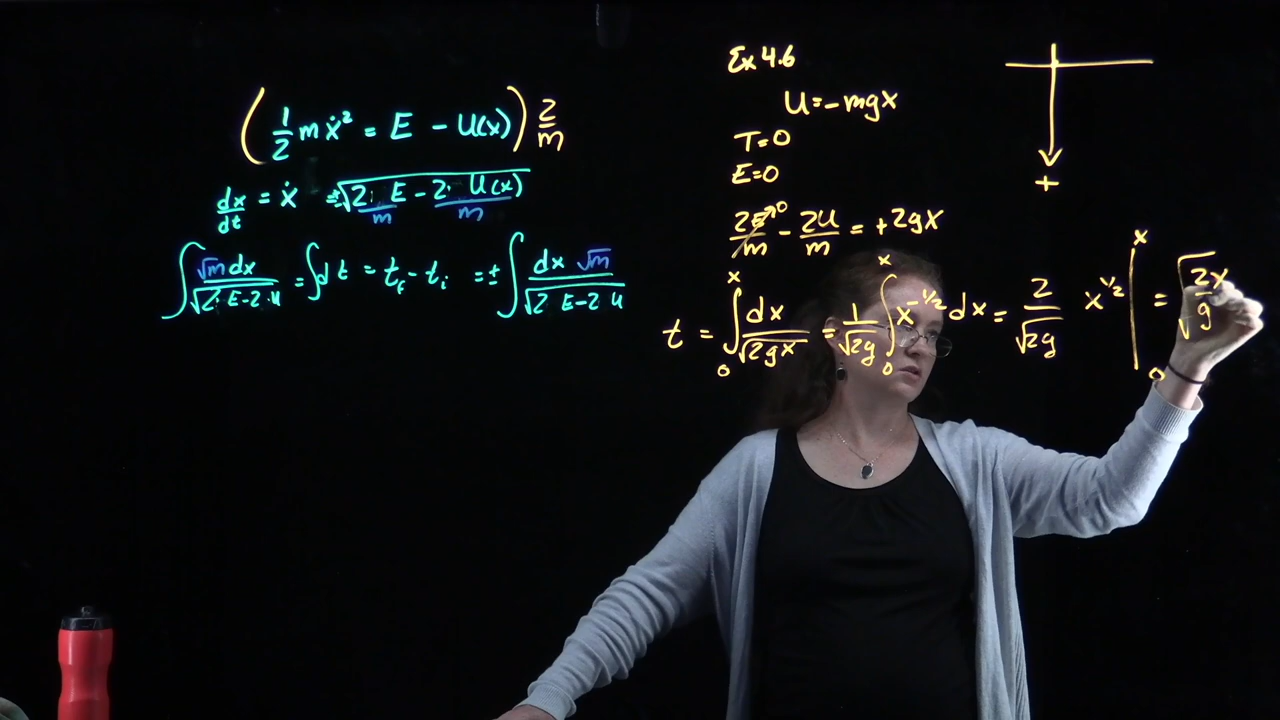 (1/2 mẋ² = E - U(x)) 2/m
dx/dt = ẋ = ±√(2/m E - 2/m U(x))
∫ √m dx / √(2·E-2·U) = ∫dt = t_f - t_i = ± ∫ dx √m / √(2 E-2 U)
Ex 4.6
U=-mgx
T=0
E=0
2E/m →0 - 2U/m = +2gx
t = ∫₀ˣ dx/√(2gx) = 1/√(2g) ∫₀ˣ x^(-1/2) dx = 2/√(2g) x^(1/2) |₀ˣ = √(2x/g)
+